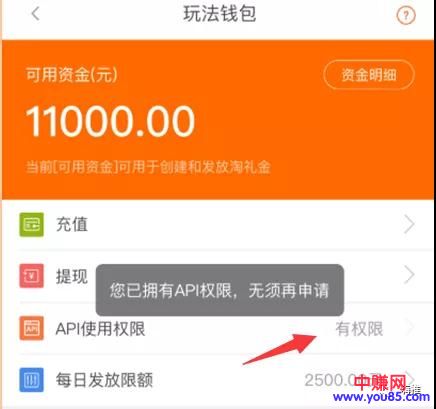 玩法钱包
可用资金(元)
资金明细
11000.00
当前[可用资金]可用于创建和发放淘礼金
充值
提现
您已拥有API权限，无须再申请
API
API使用权限
有权限
每日发放限额
2500.00
中赚网
www.you85.com